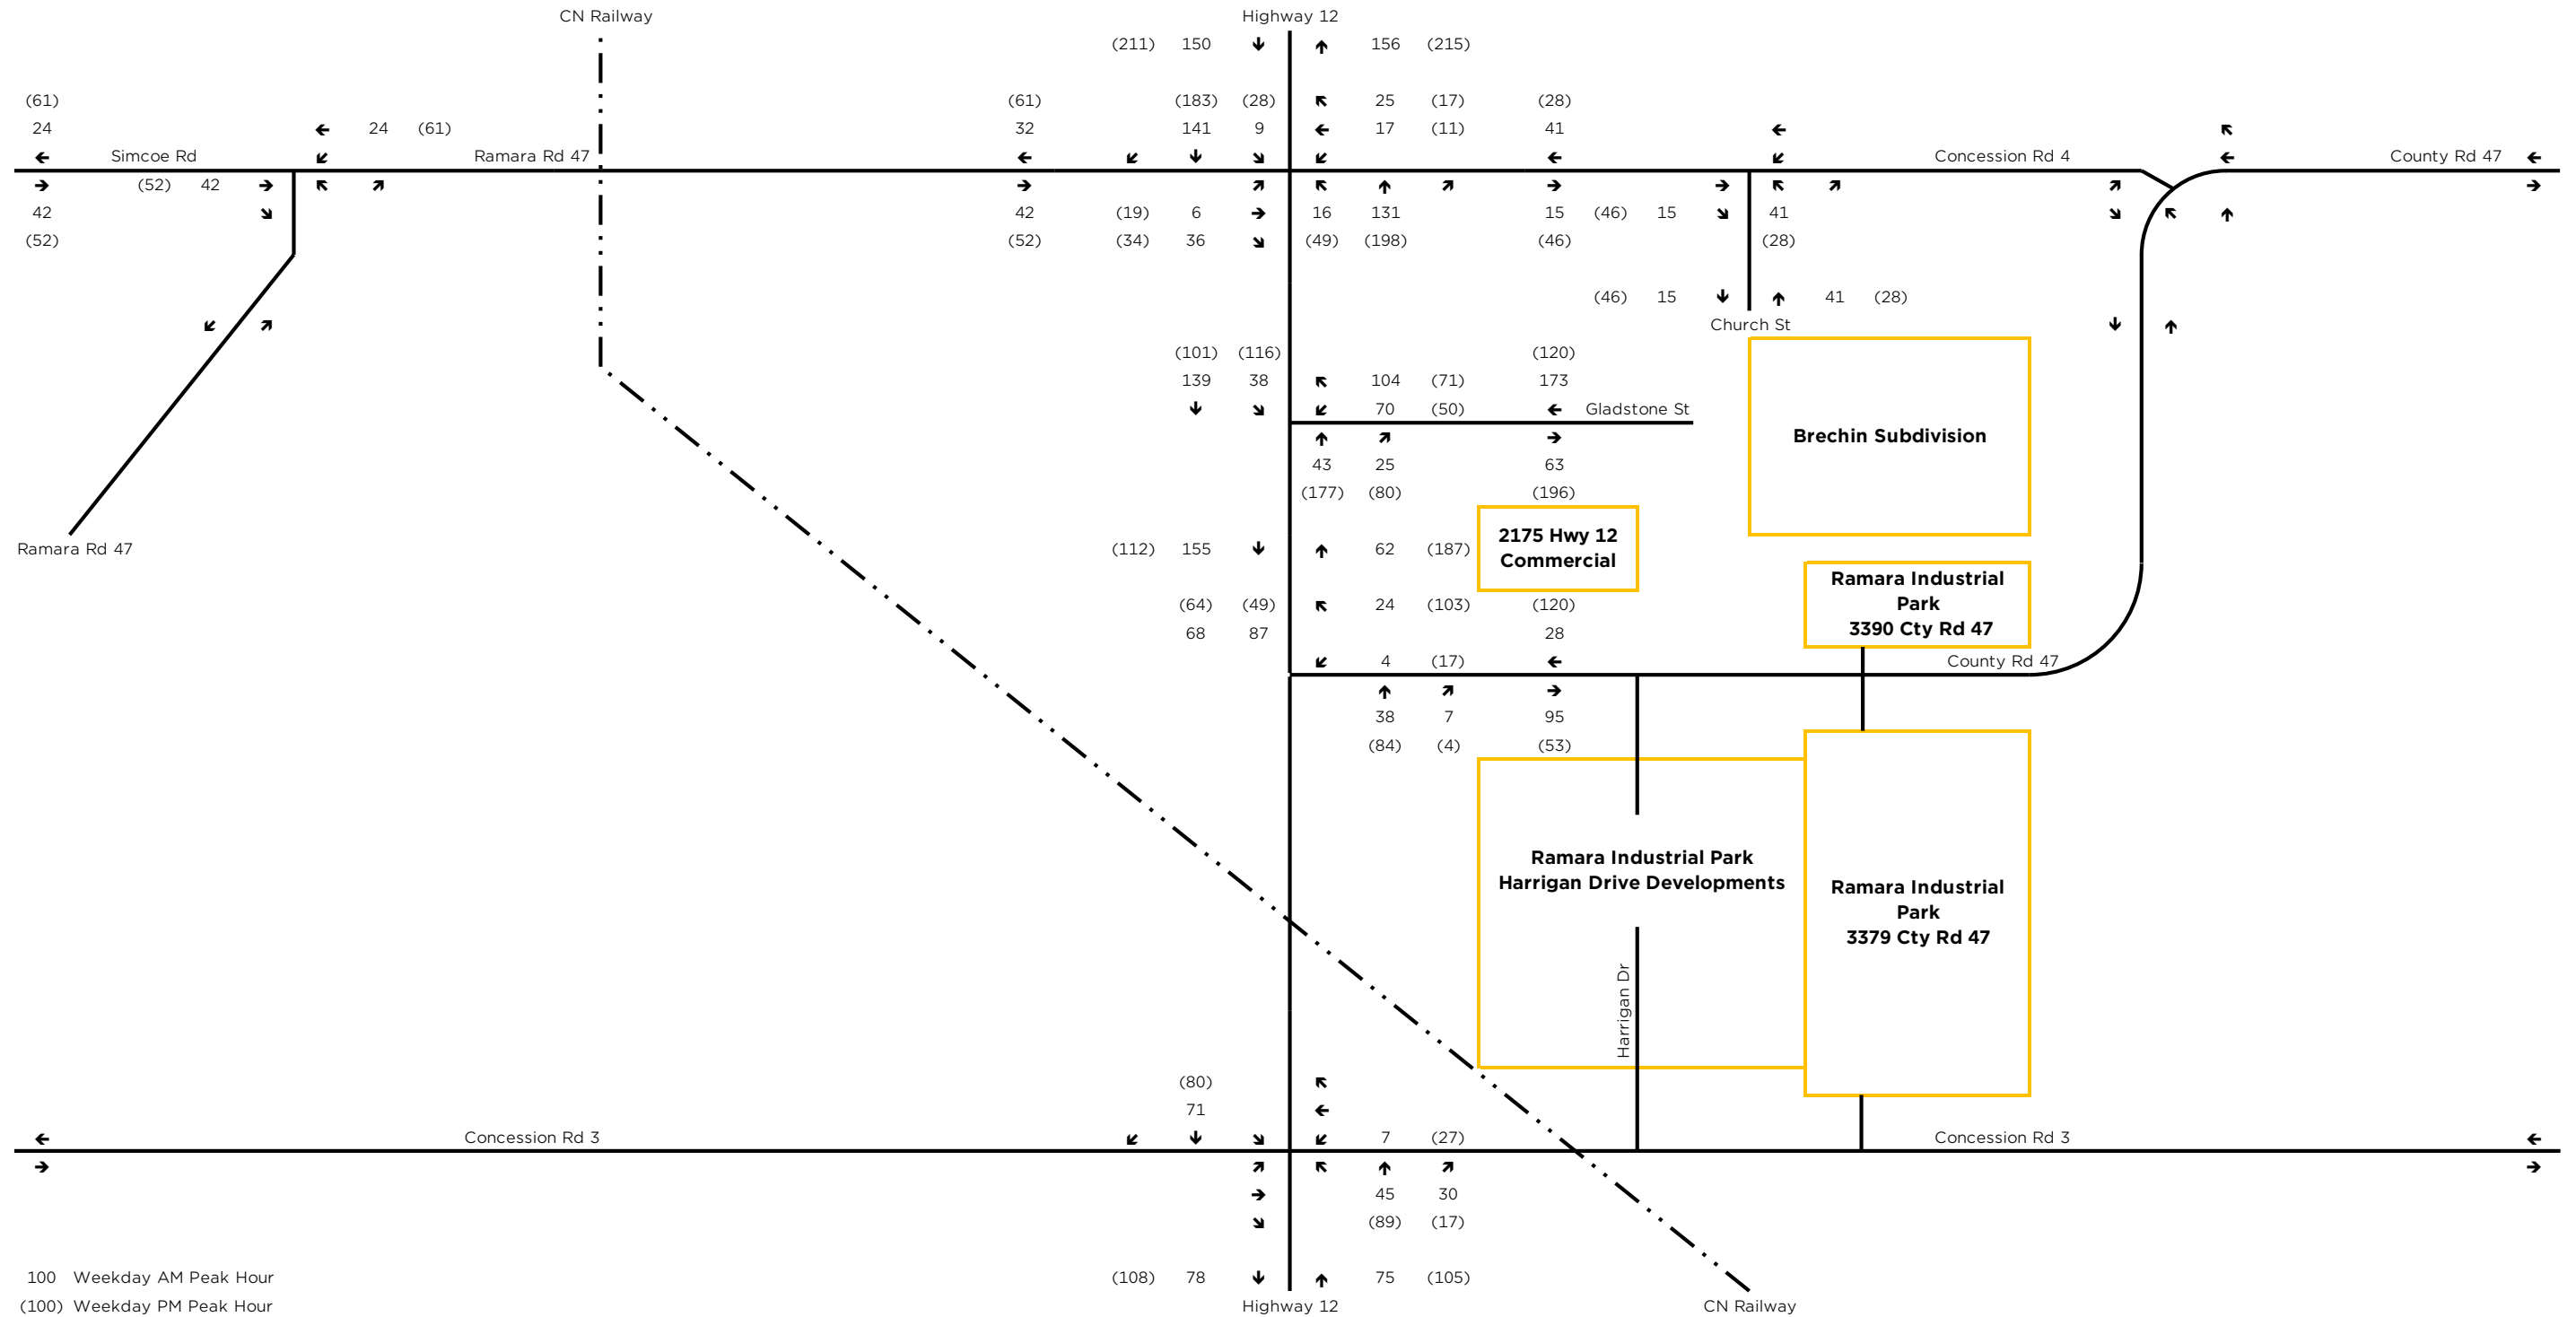 CN Railway Highway 12
(211) 150 ↓ ↑ 156 (215)
(61) (61) (183) (28) ↖ 25 (17) (28)
24 ← 24 (61) 32 141 9 ← 17 (11) 41 ← ↖
← Simcoe Rd ↙ Ramara Rd 47 ← ↙ ↓ ↘ ↙ ← ↙ Concession Rd 4 ← County Rd 47 ←
→ (52) 42 → ↖ ↗ → ↗ ↖ ↑ ↗ → → ↖ ↗ ↗ →
42 ↘ 42 (19) 6 → 16 131 15 (46) 15 ↘ 41 ↘ ↖ ↑
(52) (52) (34) 36 ↘ (49) (198) (46) (28)
(46) 15 ↓ ↑ 41 (28)
↙ ↗ Church St ↓ ↑
(101) (116) (120)
139 38 ↖ 104 (71) 173
↓ ↘ ↙ 70 (50) ← Gladstone St
↑ ↗ →
Brechin Subdivision
43 25 63
(177) (80) (196)
2175 Hwy 12
Commercial
Ramara Rd 47 (112) 155 ↓ ↑ 62 (187)
Ramara Industrial
Park
3390 Cty Rd 47
(64) (49) ↖ 24 (103) (120)
68 87 28
↙ 4 (17) ← County Rd 47
↑ ↗ →
38 7 95
(84) (4) (53)
Ramara Industrial Park
Harrigan Drive Developments
Ramara Industrial
Park
3379 Cty Rd 47
Harrigan Dr
(80) ↖
71 ←
← Concession Rd 3 ↙ ↓ ↘ ↙ 7 (27) Concession Rd 3 ←
→ ↗ ↖ ↑ ↗ →
→ 45 30
↘ (89) (17)
100 Weekday AM Peak Hour (108) 78 ↓ ↑ 75 (105)
(100) Weekday PM Peak Hour Highway 12 CN Railway